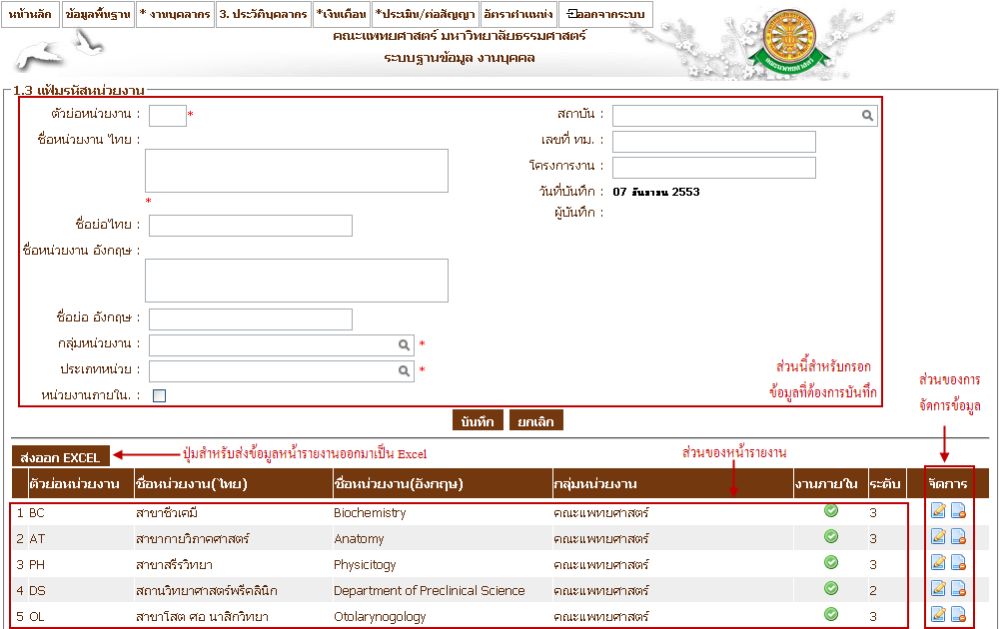 หน้าหลัก ข้อมูลพื้นฐาน * งานบุคลากร 3. ประวัติบุคลากร *เงินเดือน *ประเมิน/ต่อสัญญา อัตราตำแหน่ง ออกจากระบบ
คณะแพทยศาสตร์ มหาวิทยาลัยธรรมศาสตร์
ระบบฐานข้อมูล งานบุคคล
1.3 แฟ้มรหัสหน่วยงาน
ตัวย่อหน่วยงาน : * สถาบัน :
ชื่อหน่วยงาน ไทย : เลขที่ ทม. :
โครงการงาน :
วันที่บันทึก : 07 ธันวาคม 2553
* ผู้บันทึก :
ชื่อย่อไทย :
ชื่อหน่วยงาน อังกฤษ :
ชื่อย่อ อังกฤษ :
กลุ่มหน่วยงาน : *
ประเภทหน่วย : *
หน่วยงานภายใน. :
ส่วนนี้สำหรับกรอก
ข้อมูลที่ต้องการบันทึก
ส่วนของการ
จัดการข้อมูล
บันทึก ยกเลิก
ส่งออก EXCEL ปุ่มสำหรับส่งข้อมูลหน้ารายงานออกมาเป็น Excel ส่วนของหน้ารายงาน
ตัวย่อหน่วยงาน ชื่อหน่วยงาน(ไทย) ชื่อหน่วยงาน(อังกฤษ) กลุ่มหน่วยงาน งานภายใน ระดับ จัดการ
1 BC สาขาชีวเคมี Biochemistry คณะแพทยศาสตร์ 3
2 AT สาขากายวิภาคศาสตร์ Anatomy คณะแพทยศาสตร์ 3
3 PH สาขาสรีรวิทยา Physicitogy คณะแพทยศาสตร์ 3
4 DS สถานวิทยาศาสตร์พรีคลินิก Department of Preclinical Science คณะแพทยศาสตร์ 2
5 OL สาขาโสต ศอ นาสิกวิทยา Otolarynogology คณะแพทยศาสตร์ 3